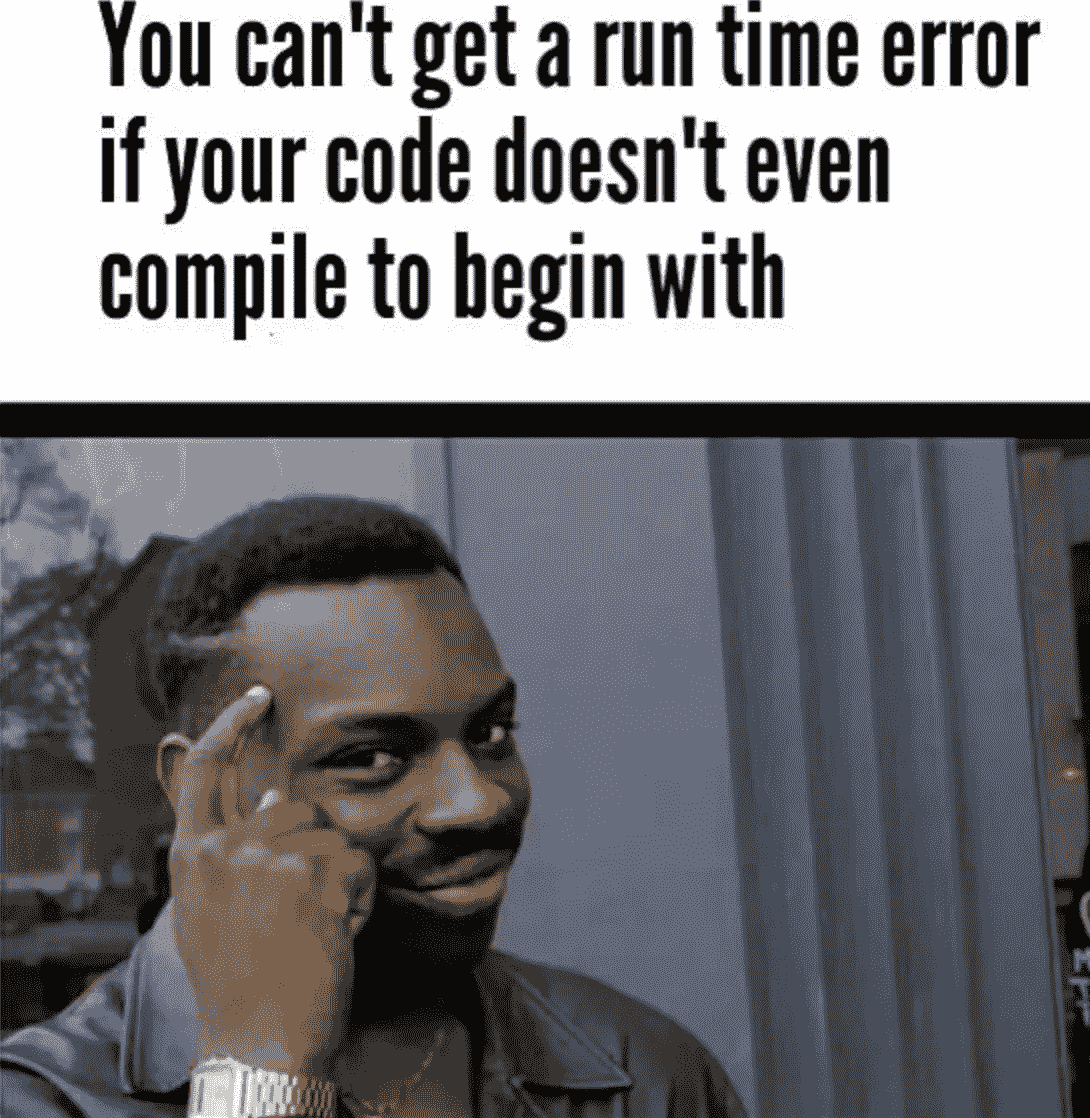 You can't get a run time error
if your code doesn't even
compile to begin with